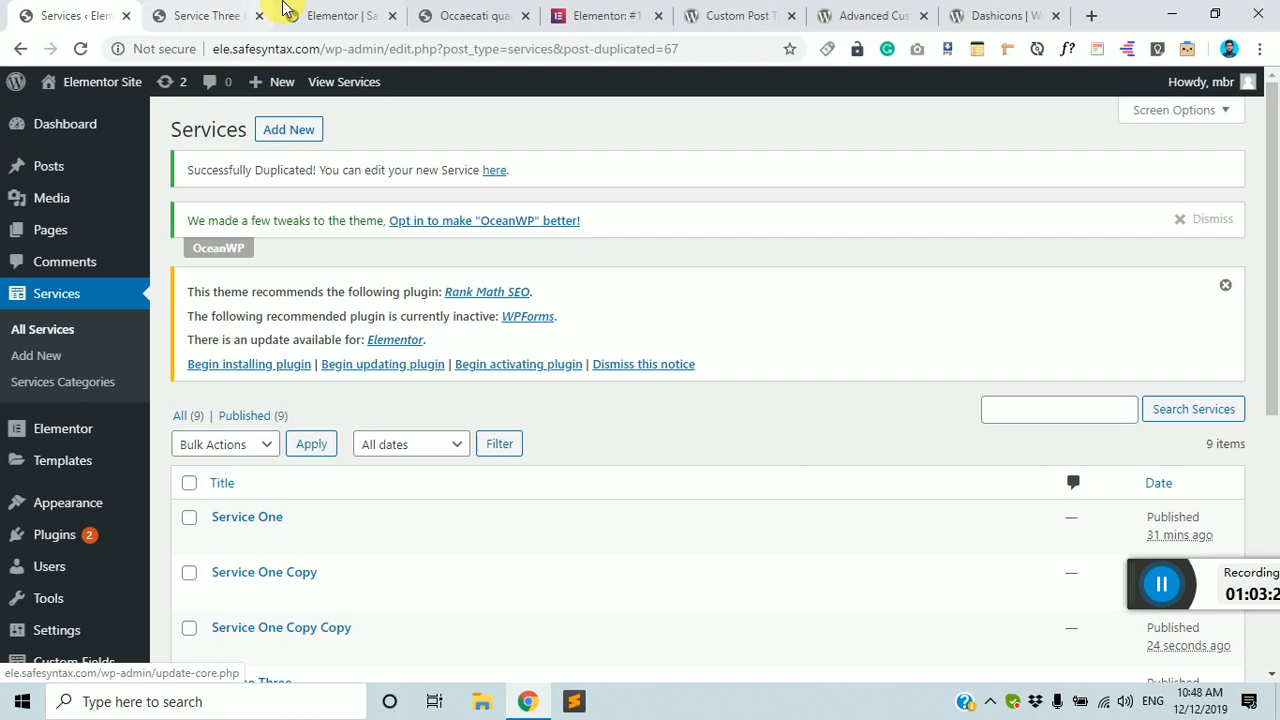 Services ‹ Elem
Service Three
Elementor | Sa
Occaecati qua
Elementor: #1
Custom Post T
Advanced Cus
Dashicons | W
Not secure
ele.safesyntax.com/wp-admin/edit.php?post_type=services&post-duplicated=67
Elementor Site
2
0
New
View Services
Howdy, mbr
Dashboard
Posts
Media
Pages
Comments
Services
All Services
Add New
Services Categories
Elementor
Templates
Appearance
Plugins 2
Users
Tools
Settings
Custom Fields
ele.safesyntax.com/wp-admin/update-core.php
Screen Options
Services
Add New
Successfully Duplicated! You can edit your new Service here.
We made a few tweaks to the theme, Opt in to make "OceanWP" better!
Dismiss
OceanWP
This theme recommends the following plugin: Rank Math SEO.
The following recommended plugin is currently inactive: WPForms.
There is an update available for: Elementor.
Begin installing plugin | Begin updating plugin | Begin activating plugin | Dismiss this notice
All (9) | Published (9)
Search Services
Bulk Actions
Apply
All dates
Filter
9 items
Title
Date
Service One
— Published
31 mins ago
Service One Copy
—
Recording
01:03:2
Service One Copy Copy
— Published
24 seconds ago
Type here to search
ENG
10:48 AM
12/12/2019